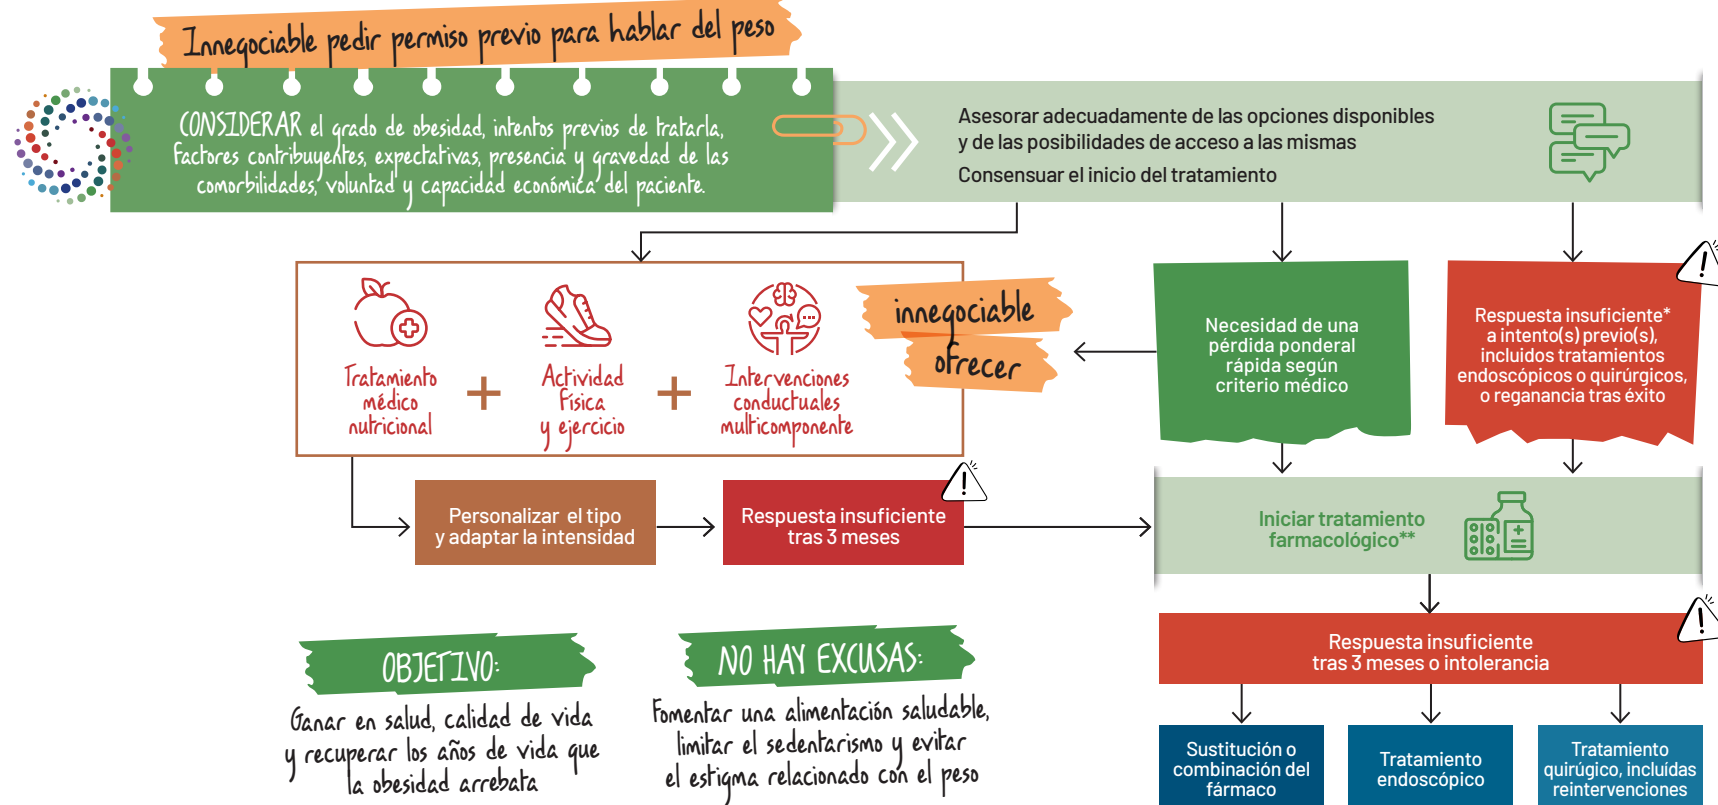 Innegociable pedir permiso previo para hablar del peso
CONSIDERAR el grado de obesidad, intentos previos de tratarla,
factores contribuyentes, expectativas, presencia y gravedad de las
comorbilidades, voluntad y capacidad económica del paciente.
Asesorar adecuadamente de las opciones disponibles
y de las posibilidades de acceso a las mismas
Consensuar el inicio del tratamiento
Tratamiento
médico
nutricional
+
Actividad
física
y ejercicio
+
Intervenciones
conductuales
multicomponente
innegociable
ofrecer
Necesidad de una
pérdida ponderal
rápida según
criterio médico
Respuesta insuficiente*
a intento(s) previo(s),
incluidos tratamientos
endoscópicos o quirúrgicos,
o reganancia tras éxito
Personalizar el tipo
y adaptar la intensidad
Respuesta insuficiente
tras 3 meses
Iniciar tratamiento
farmacológico**
Respuesta insuficiente
tras 3 meses o intolerancia
Sustitución o
combinación del
fármaco
Tratamiento
endoscópico
Tratamiento
quirúgico, incluídas
reintervenciones
OBJETIVO:
Ganar en salud, calidad de vida
y recuperar los años de vida que
la obesidad arrebata
NO HAY EXCUSAS:
Fomentar una alimentación saludable,
limitar el sedentarismo y evitar
el estigma relacionado con el peso